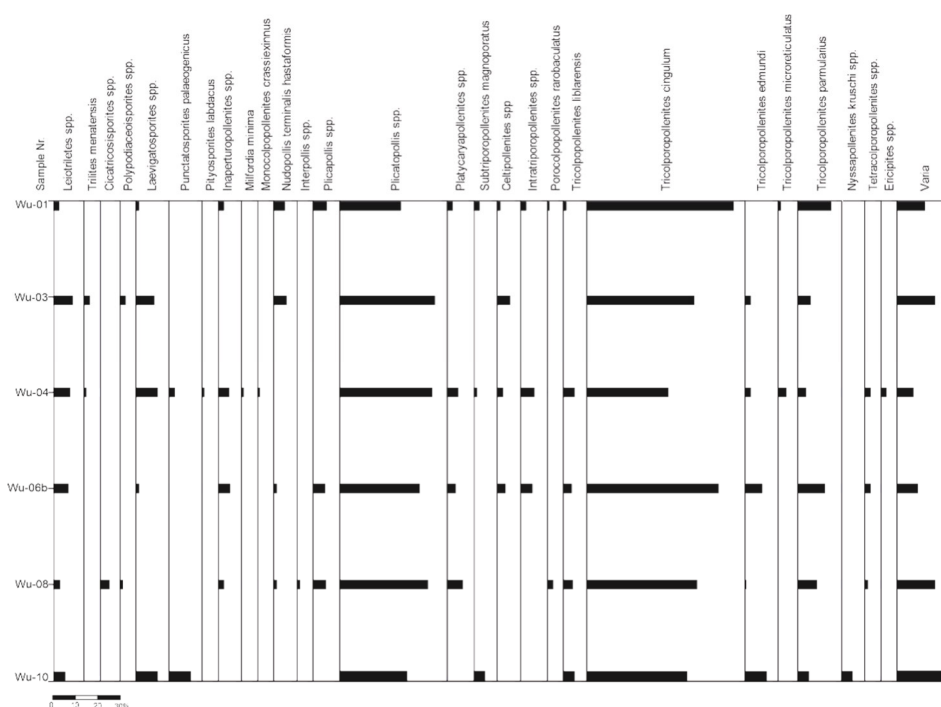 Sample Nr.
Leiotriletes spp.
Trilites menatensis
Cicatricosisporites spp.
Polypodiaceoisporites spp.
Laevigatosporites spp.
Punctatosporites palaeogenicus
Pityosporites labdacus
Inaperturopollenites spp.
Milfordia minima
Monocolpopollenites crassiexinnus
Nudopollis terminalis hastaformis
Interpollis spp.
Plicapollis spp.
Plicatopollis spp.
Platycaryapollenites spp.
Subtriporopollenites magnoporatus
Celtipollenites spp
Intratriporopollenites spp.
Porocolpopollenites rarobaculatus
Tricolpopollenites liblarensis
Tricolporopollenites cingulum
Tricolporopollenites edmundi
Tricolporopollenites microreticulatus
Tricolporopollenites parmularius
Nyssapollenites kruschi spp.
Tetracolporopollenites spp.
Ericipites spp.
Varia
Wu-01
Wu-03
Wu-04
Wu-06b
Wu-08
Wu-10
0 10 20 30%